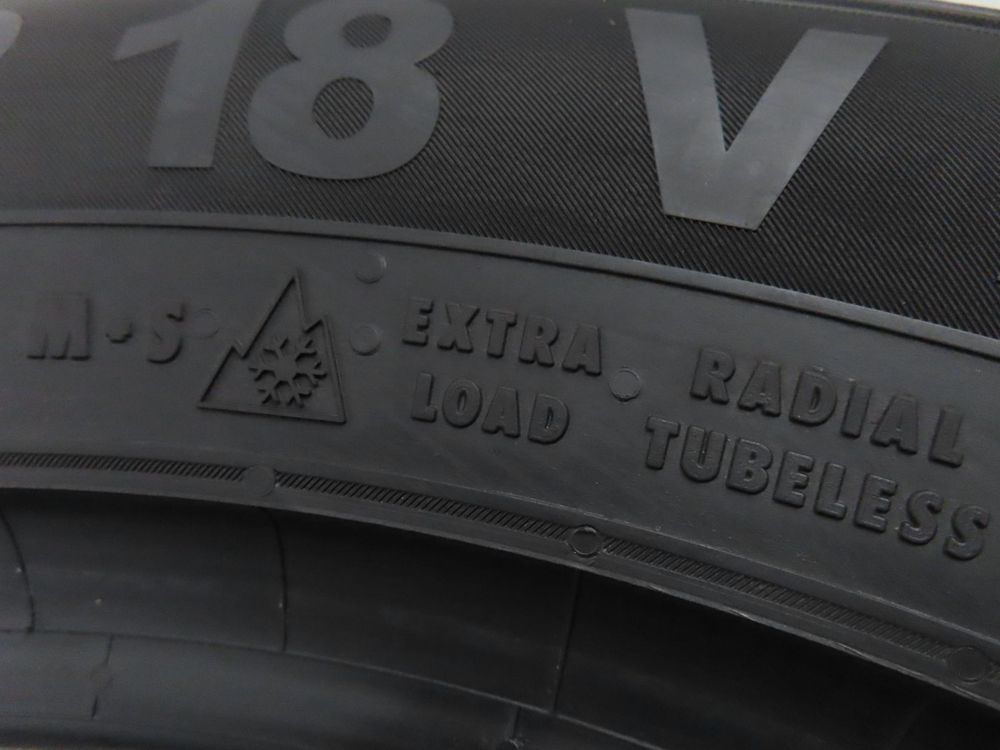 R 18 V
M+S
EXTRA
LOAD
RADIAL
TUBELESS